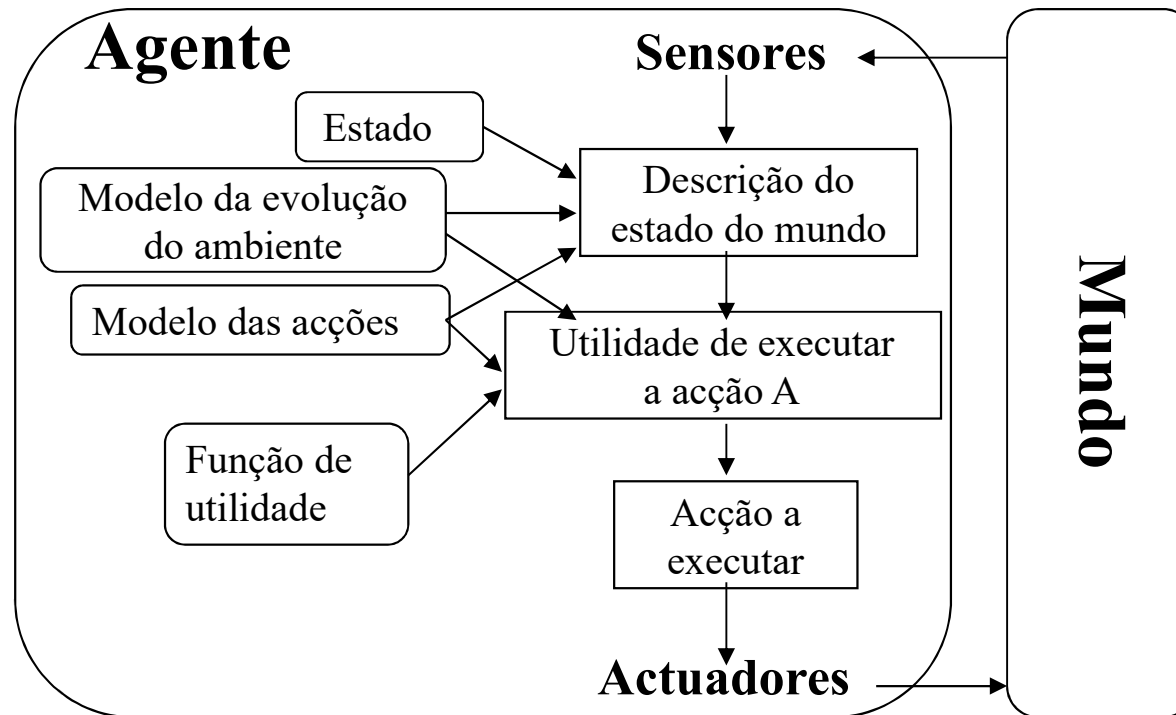 Agente
Sensores
Estado
Descrição do
estado do mundo
Modelo da evolução
do ambiente
Modelo das acções
Utilidade de executar
a acção A
Função de
utilidade
Acção a
executar
Actuadores
Mundo